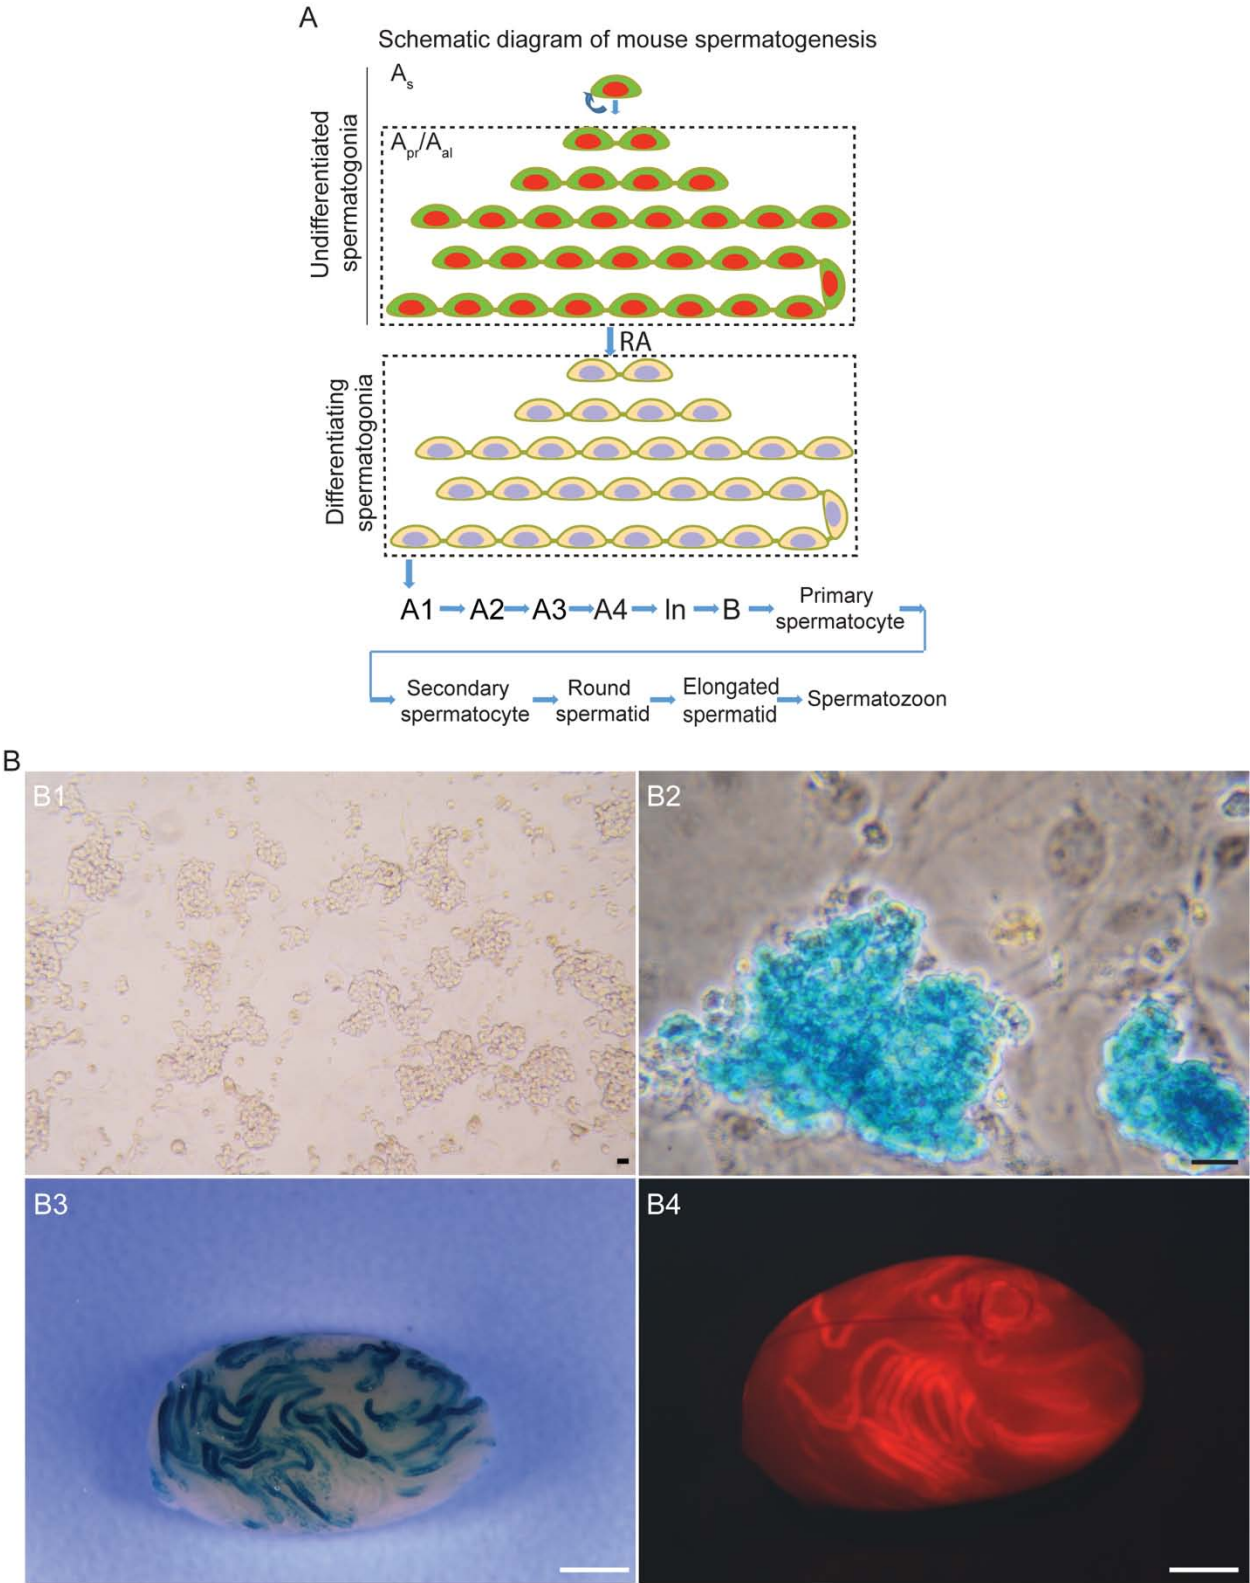 A
Schematic diagram of mouse spermatogenesis
As
Apr/Aal
Undifferentiated
spermatogonia
RA
Differentiating
spermatogonia
A1 A2 A3 A4 In B Primary
spermatocyte
Secondary
spermatocyte
Round
spermatid
Elongated
spermatid
Spermatozoon
B
B1
B2
B3
B4